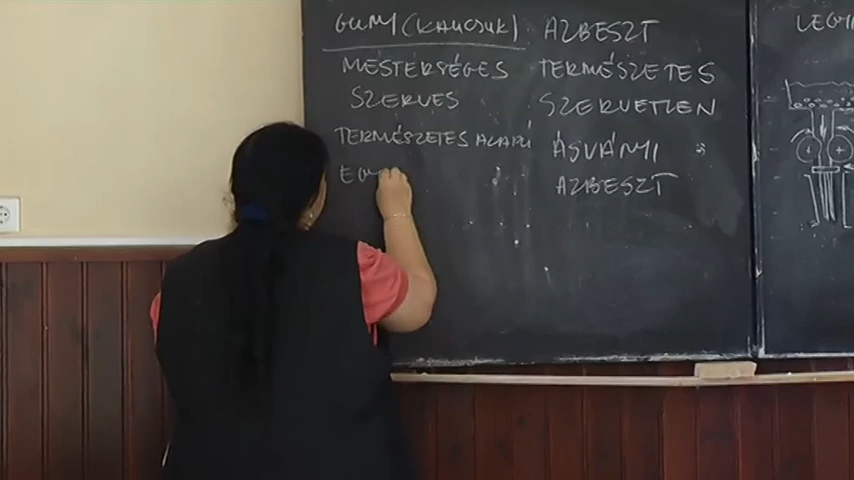 GUMI (KAUCSUK)
MESTERSÉGES
SZERVES
TERMÉSZETES ALAPÚ
AZBESZT
TERMÉSZETES
SZERVETLEN
ÁSVÁNYI
AZBESZT